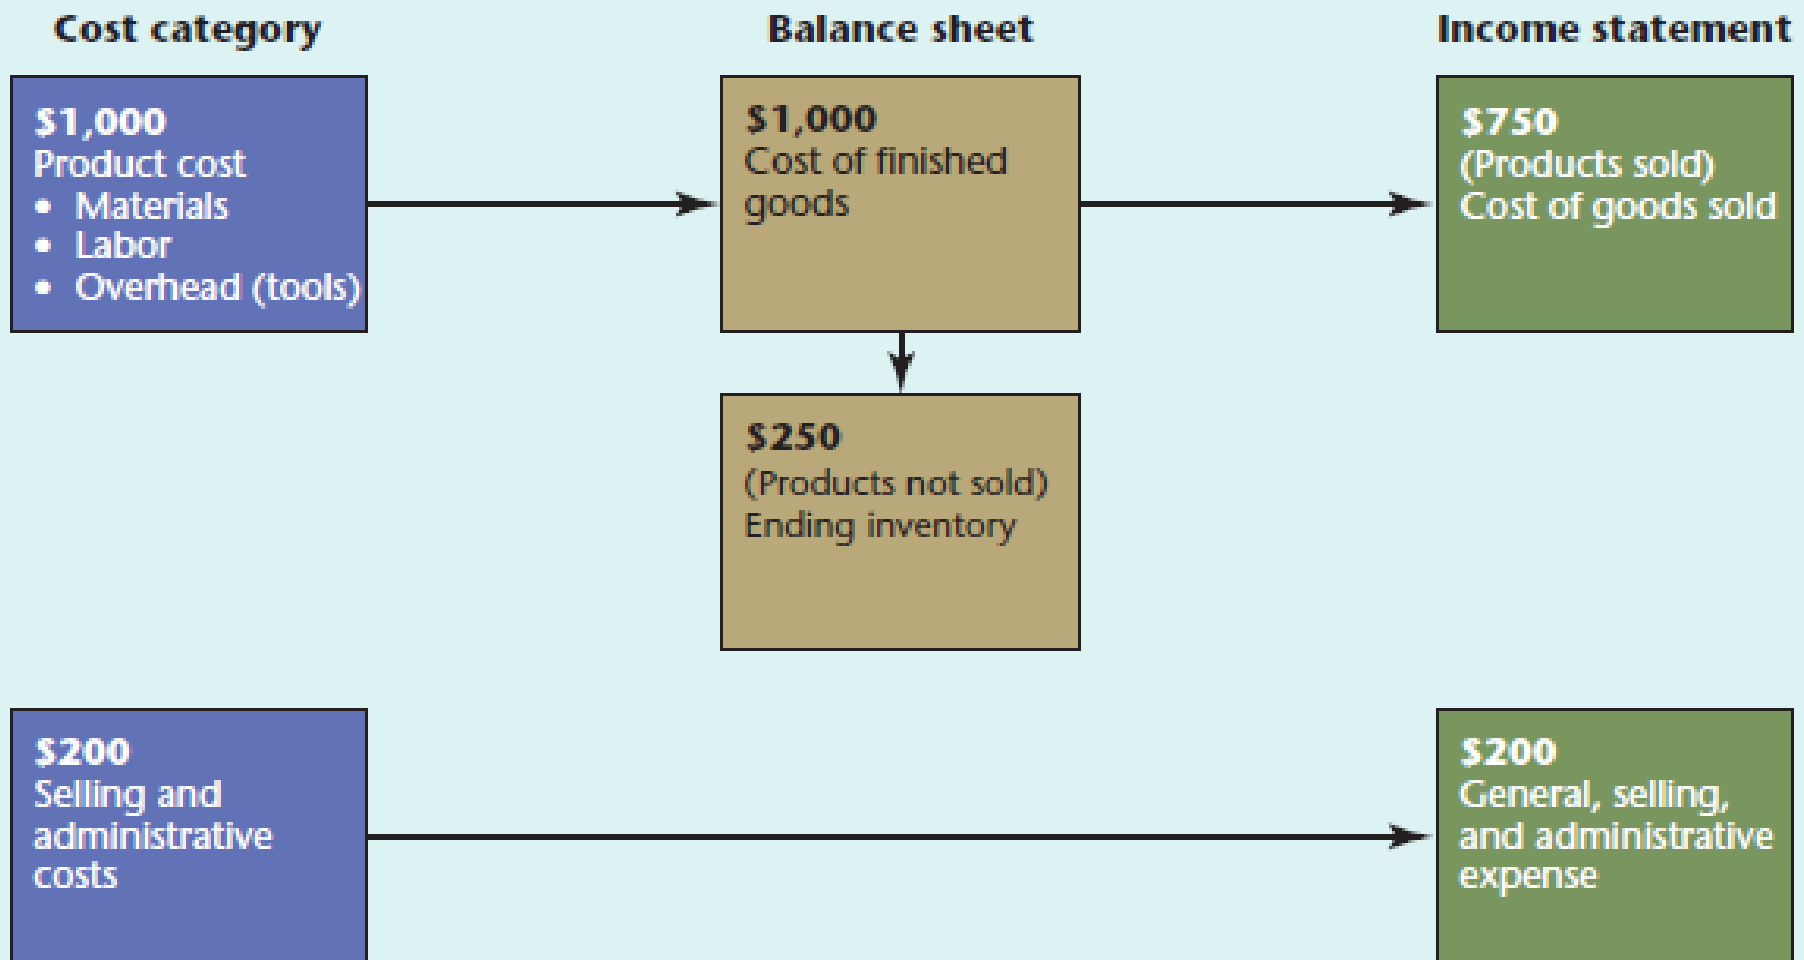 Cost category
Balance sheet
Income statement
$1,000
Product cost
• Materials
• Labor
• Overhead (tools)
$1,000
Cost of finished
goods
$750
(Products sold)
Cost of goods sold
$250
(Products not sold)
Ending inventory
$200
Selling and
administrative
costs
$200
General, selling,
and administrative
expense